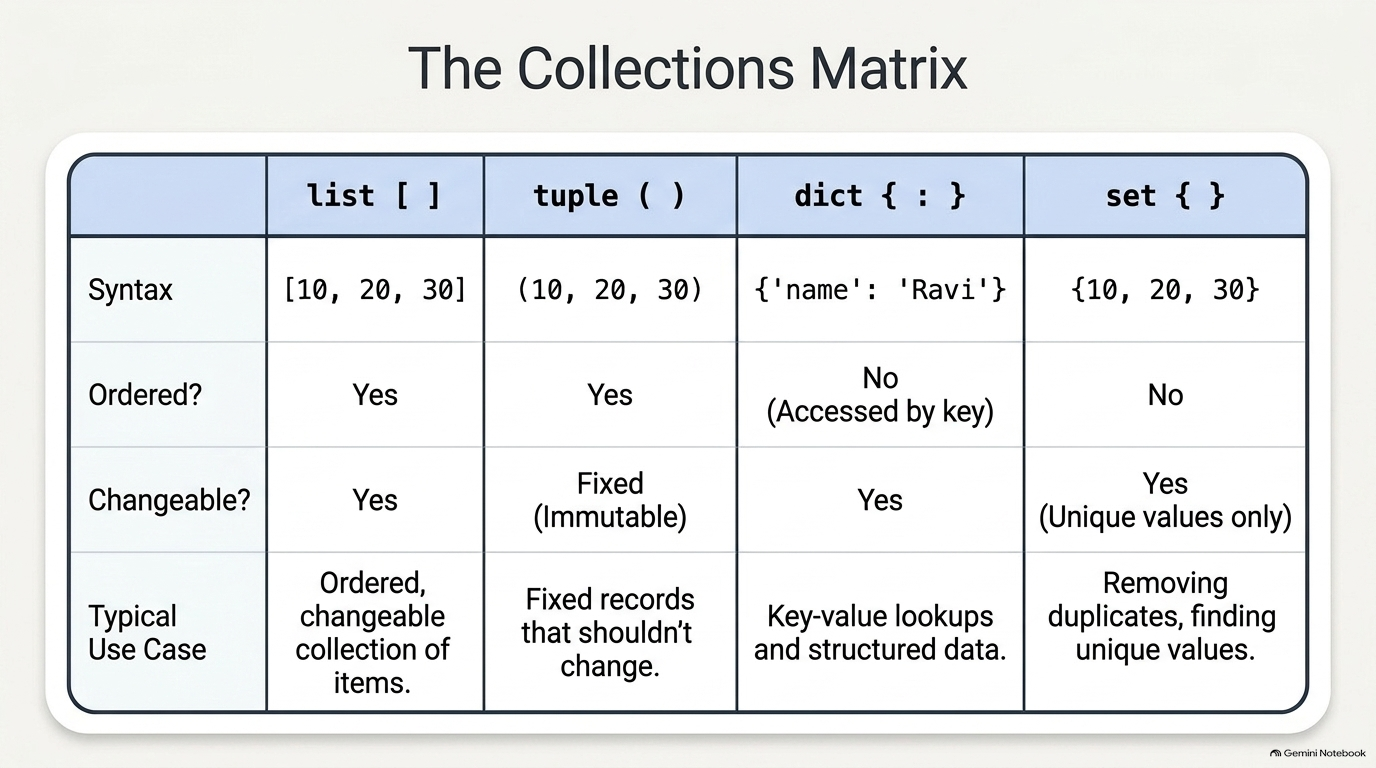 The Collections Matrix
list [ ]
tuple ( )
dict { : }
set { }
Syntax
[10, 20, 30]
(10, 20, 30)
{'name': 'Ravi'}
{10, 20, 30}
Ordered?
Yes
Yes
No
(Accessed by key)
No
Changeable?
Yes
Fixed
(Immutable)
Yes
Yes
(Unique values only)
Typical
Use Case
Ordered,
changeable
collection of
items.
Fixed records
that shouldn’t
change.
Key-value lookups
and structured data.
Removing
duplicates, finding
unique values.
Gemini Notebook